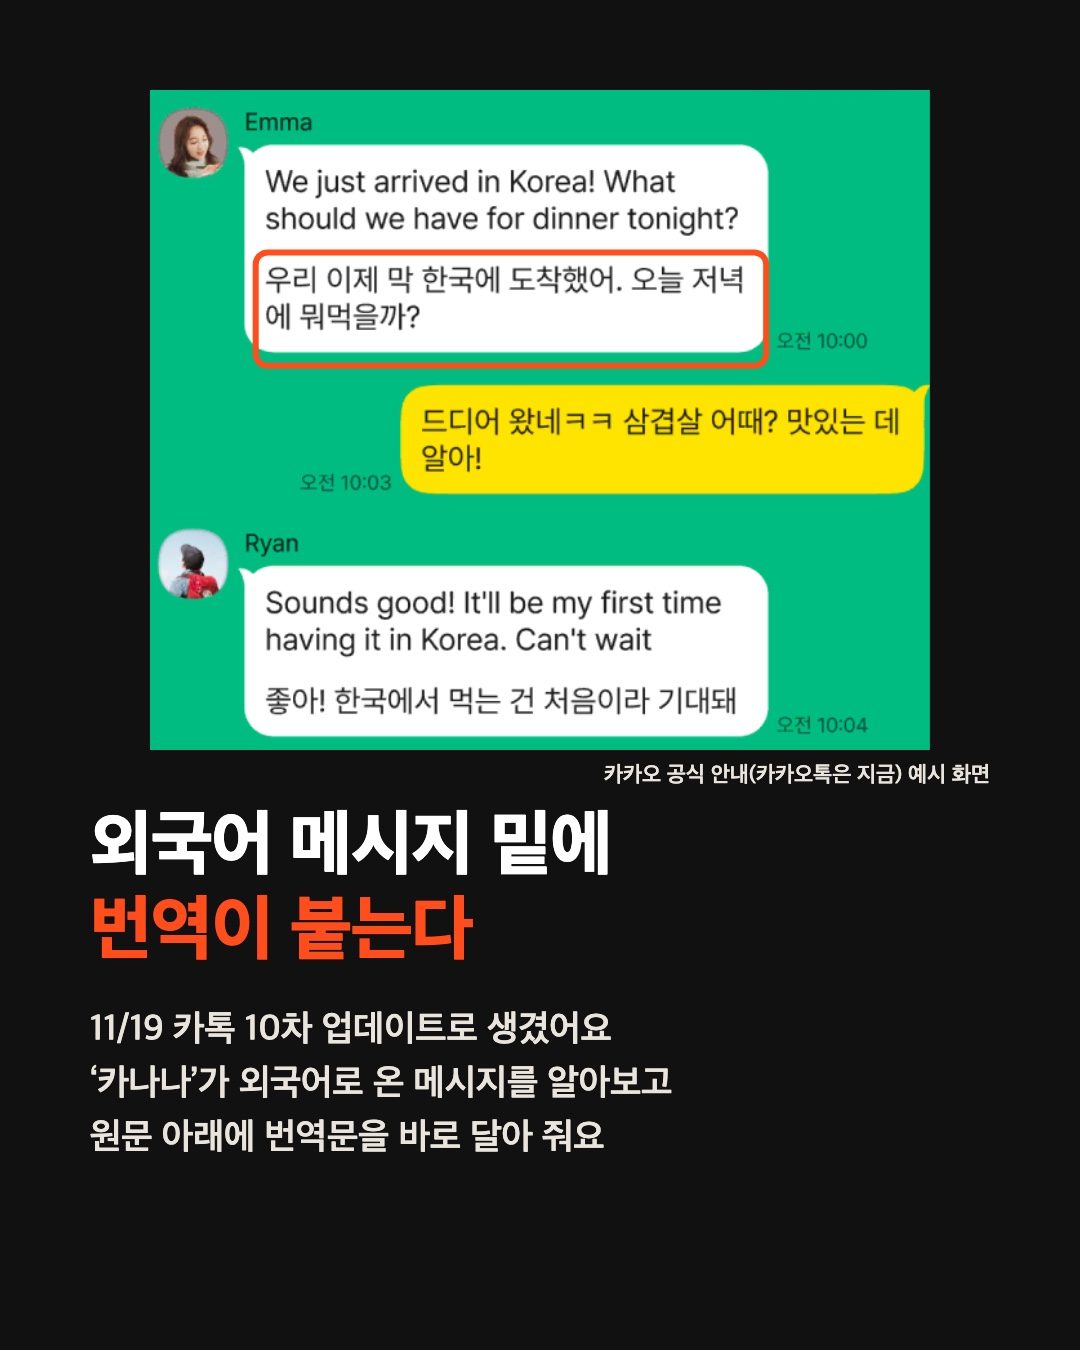 Emma
We just arrived in Korea! What
should we have for dinner tonight?
우리 이제 막 한국에 도착했어. 오늘 저녁
에 뭐먹을까?
오전 10:00
드디어 왔네ㅋㅋ 삼겹살 어때? 맛있는 데
알아!
오전 10:03
Ryan
Sounds good! It'll be my first time
having it in Korea. Can't wait
좋아! 한국에서 먹는 건 처음이라 기대돼
오전 10:04
카카오 공식 안내(카카오톡은 지금) 예시 화면
외국어 메시지 밑에
번역이 붙는다
11/19 카톡 10차 업데이트로 생겼어요
‘카나나’가 외국어로 온 메시지를 알아보고
원문 아래에 번역문을 바로 달아 줘요